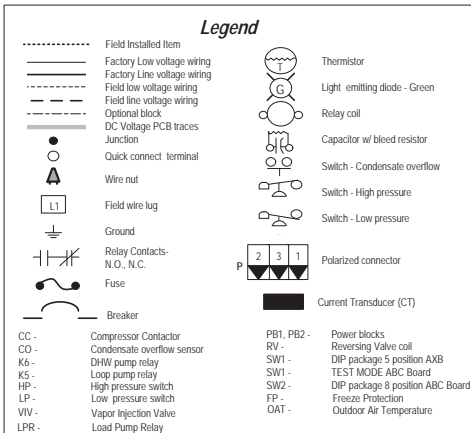 Legend
Field Installed Item
Factory Low voltage wiring
Factory Line voltage wiring
Field low voltage wiring
Field line voltage wiring
Optional block
DC Voltage PCB traces
Junction
Quick connect terminal
Wire nut
L1
Field wire lug
Ground
Relay Contacts-
N.O., N.C.
Fuse
Breaker
T
Thermistor
G
Light emitting diode - Green
Relay coil
Capacitor w/ bleed resistor
Switch - Condensate overflow
Switch - High pressure
Switch - Low pressure
P 2 3 1
Polarized connector
Current Transducer (CT)
CC - Compressor Contactor
CO - Condensate overflow sensor
K6 - DHW pump relay
K5 - Loop pump relay
HP - High pressure switch
LP - Low pressure switch
VIV - Vapor Injection Valve
LPR - Load Pump Relay
PB1, PB2 - Power blocks
RV - Reversing Valve coil
SW1 - DIP package 5 position AXB
SW1 - TEST MODE ABC Board
SW2 - DIP package 8 position ABC Board
FP - Freeze Protection
OAT - Outdoor Air Temperature